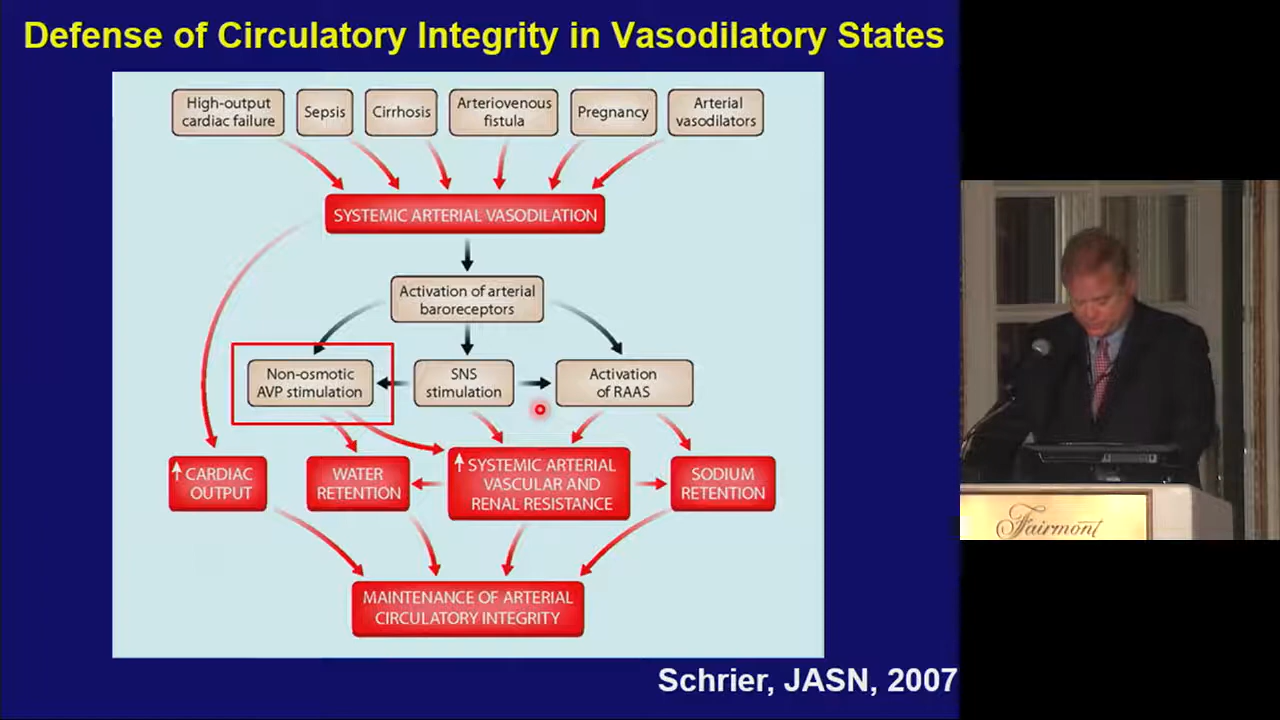 Defense of Circulatory Integrity in Vasodilatory States
High-output
cardiac failure
Sepsis
Cirrhosis
Arteriovenous
fistula
Pregnancy
Arterial
vasodilators
SYSTEMIC ARTERIAL VASODILATION
Activation of arterial
baroreceptors
Non-osmotic
AVP stimulation
SNS
stimulation
Activation
of RAAS
CARDIAC
OUTPUT
WATER
RETENTION
SYSTEMIC ARTERIAL
VASCULAR AND
RENAL RESISTANCE
SODIUM
RETENTION
MAINTENANCE OF ARTERIAL
CIRCULATORY INTEGRITY
Schrier, JASN, 2007
Fairmont